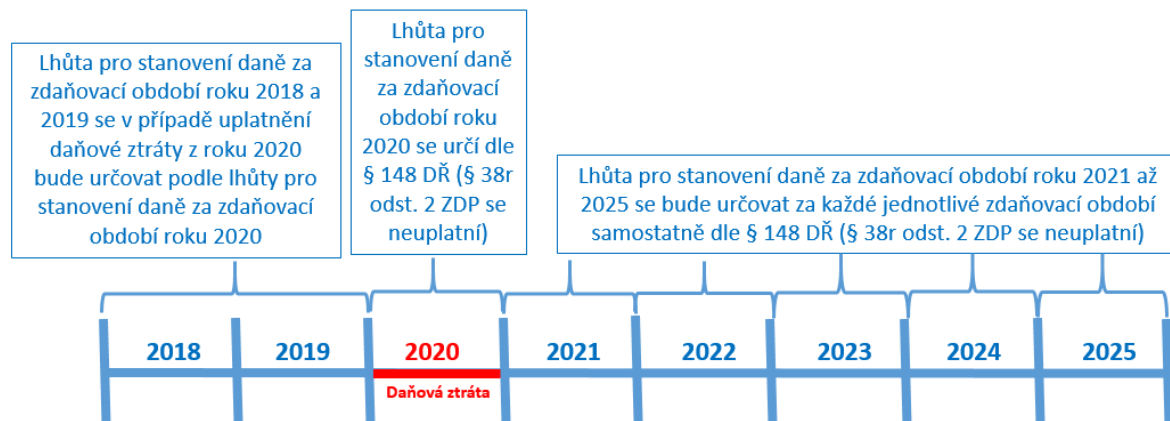 Lhůta pro stanovení daně za
zdaňovací období roku 2018 a
2019 se v případě uplatnění
daňové ztráty z roku 2020
bude určovat podle lhůty pro
stanovení daně za zdaňovací
období roku 2020
Lhůta pro
stanovení daně
za zdaňovací
období roku
2020 se určí dle
§ 148 DŘ (§ 38r
odst. 2 ZDP se
neuplatní)
Lhůta pro stanovení daně za zdaňovací období roku 2021 až
2025 se bude určovat za každé jednotlivé zdaňovací období
samostatně dle § 148 DŘ (§ 38r odst. 2 ZDP se neuplatní)
2018 2019 2020 2021 2022 2023 2024 2025
Daňová ztráta